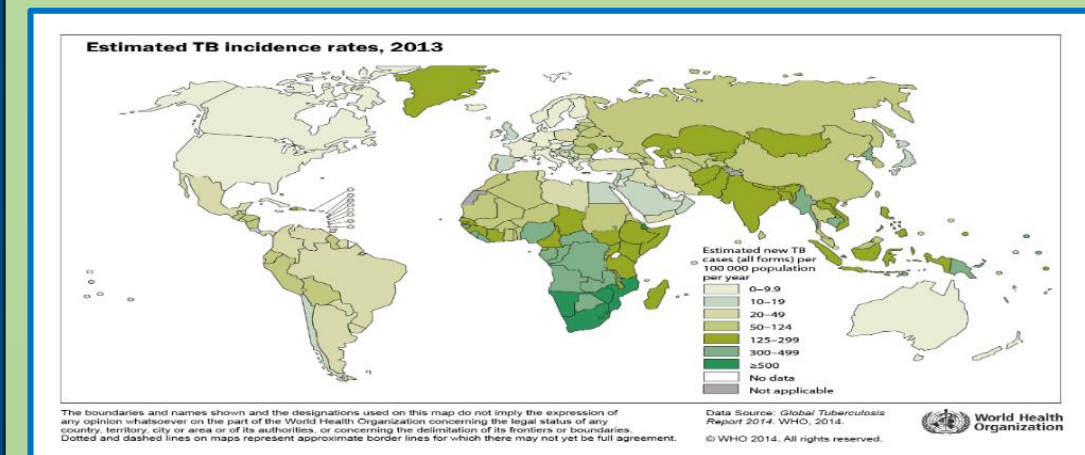 Estimated TB incidence rates, 2013
Estimated new TB
cases (all forms) per
100 000 population
per year
0–9.9
10–19
20–49
50–124
125–299
300–499
≥500
No data
Not applicable
The boundaries and names shown and the designations used on this map do not imply the expression of
any opinion whatsoever on the part of the World Health Organization concerning the legal status of any
country, territory, city or area or of its authorities, or concerning the delimitation of its frontiers or boundaries.
Dotted and dashed lines on maps represent approximate border lines for which there may not yet be full agreement.
Data Source: Global Tuberculosis
Report 2014. WHO, 2014.
© WHO 2014. All rights reserved.
World Health
Organization